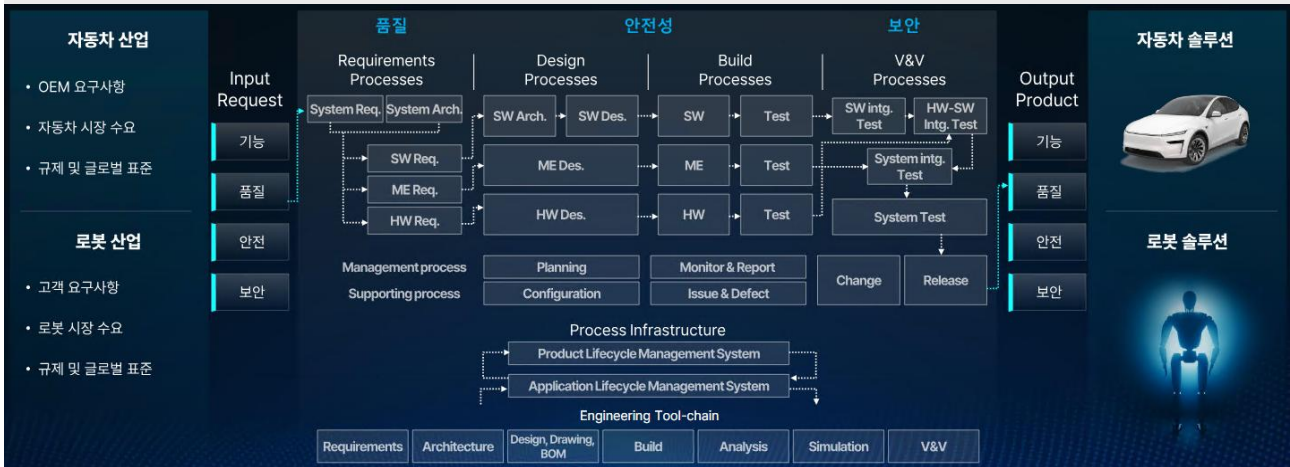 자동차 산업
• OEM 요구사항
• 자동차 시장 수요
• 규제 및 글로벌 표준
로봇 산업
• 고객 요구사항
• 로봇 시장 수요
• 규제 및 글로벌 표준
Input
Request
기능
품질
안전
보안
품질
안전성
보안
Requirements
Processes
Design
Processes
Build
Processes
V&V
Processes
System Req.
System Arch.
SW Req.
ME Req.
HW Req.
SW Arch.
SW Des.
ME Des.
HW Des.
SW
Test
ME
Test
HW
Test
SW intg.
Test
HW-SW
Intg. Test
System intg.
Test
System Test
Management process
Planning
Monitor & Report
Supporting process
Configuration
Issue & Defect
Change
Release
Process Infrastructure
Product Lifecycle Management System
Application Lifecycle Management System
Engineering Tool-chain
Requirements
Architecture
Design, Drawing,
BOM
Build
Analysis
Simulation
V&V
Output
Product
기능
품질
안전
보안
자동차 솔루션
로봇 솔루션